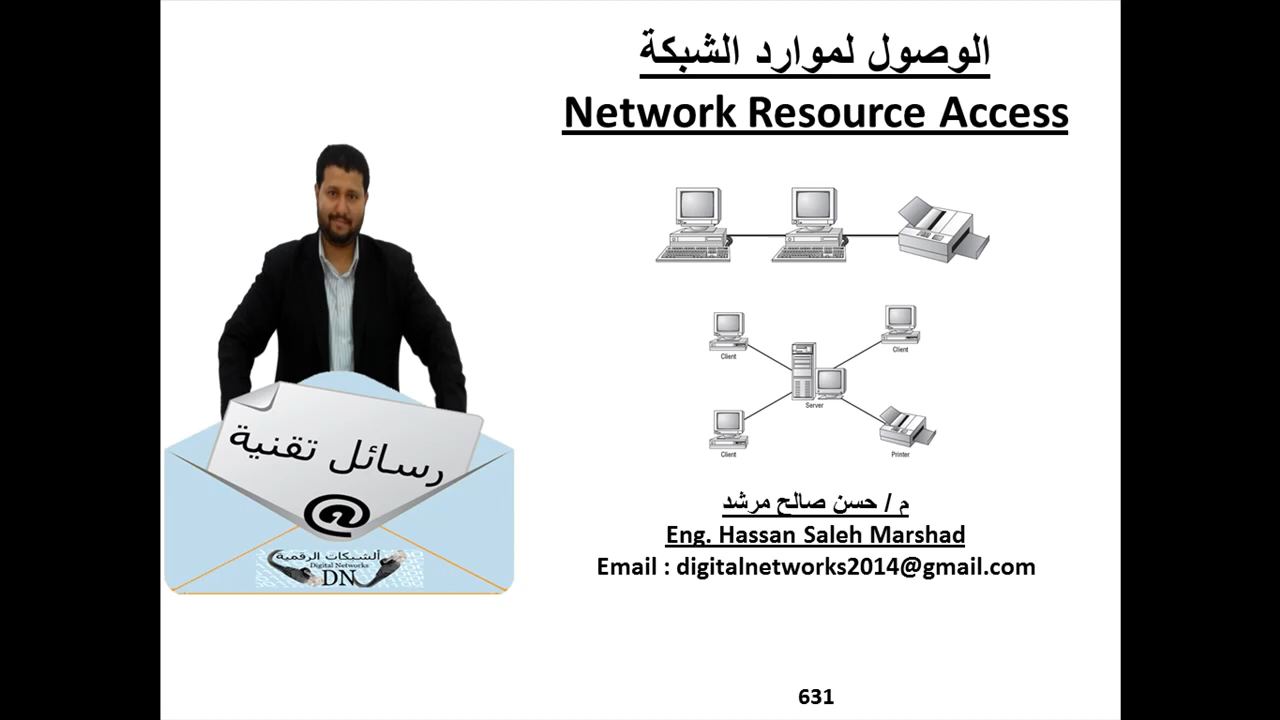 الوصول لموارد الشبكة
Network Resource Access
Client
Client
Server
Client
Printer
رسائل تقنية
@
الشبكات الرقمية
Digital Networks
DN
م / حسن صالح مرشد
Eng. Hassan Saleh Marshad
Email : digitalnetworks2014@gmail.com
631